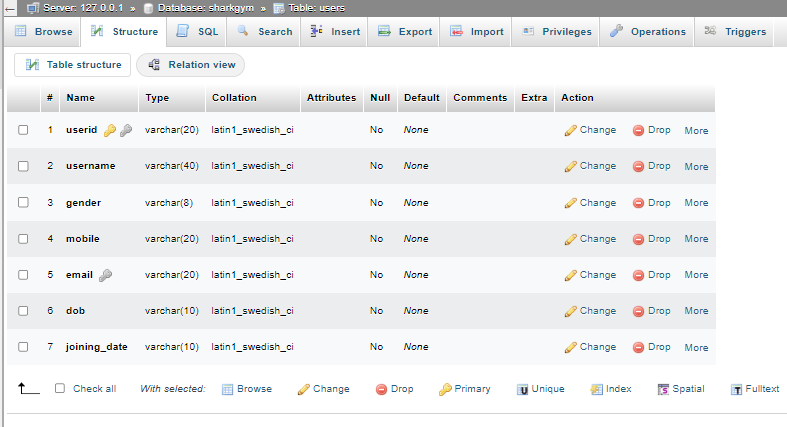 Server: 127.0.0.1 » Database: sharkgym » Table: users
Browse Structure SQL Search Insert Export Import Privileges Operations Triggers
Table structure Relation view
# Name Type Collation Attributes Null Default Comments Extra Action
1 userid varchar(20) latin1_swedish_ci No None Change Drop More
2 username varchar(40) latin1_swedish_ci No None Change Drop More
3 gender varchar(8) latin1_swedish_ci No None Change Drop More
4 mobile varchar(20) latin1_swedish_ci No None Change Drop More
5 email varchar(20) latin1_swedish_ci No None Change Drop More
6 dob varchar(10) latin1_swedish_ci No None Change Drop More
7 joining_date varchar(10) latin1_swedish_ci No None Change Drop More
Check all With selected: Browse Change Drop Primary Unique Index Spatial Fulltext